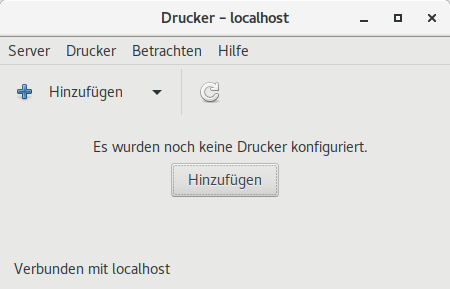 Drucker – localhost
Server Drucker Betrachten Hilfe
Hinzufügen
Es wurden noch keine Drucker konfiguriert.
Hinzufügen
Verbunden mit localhost